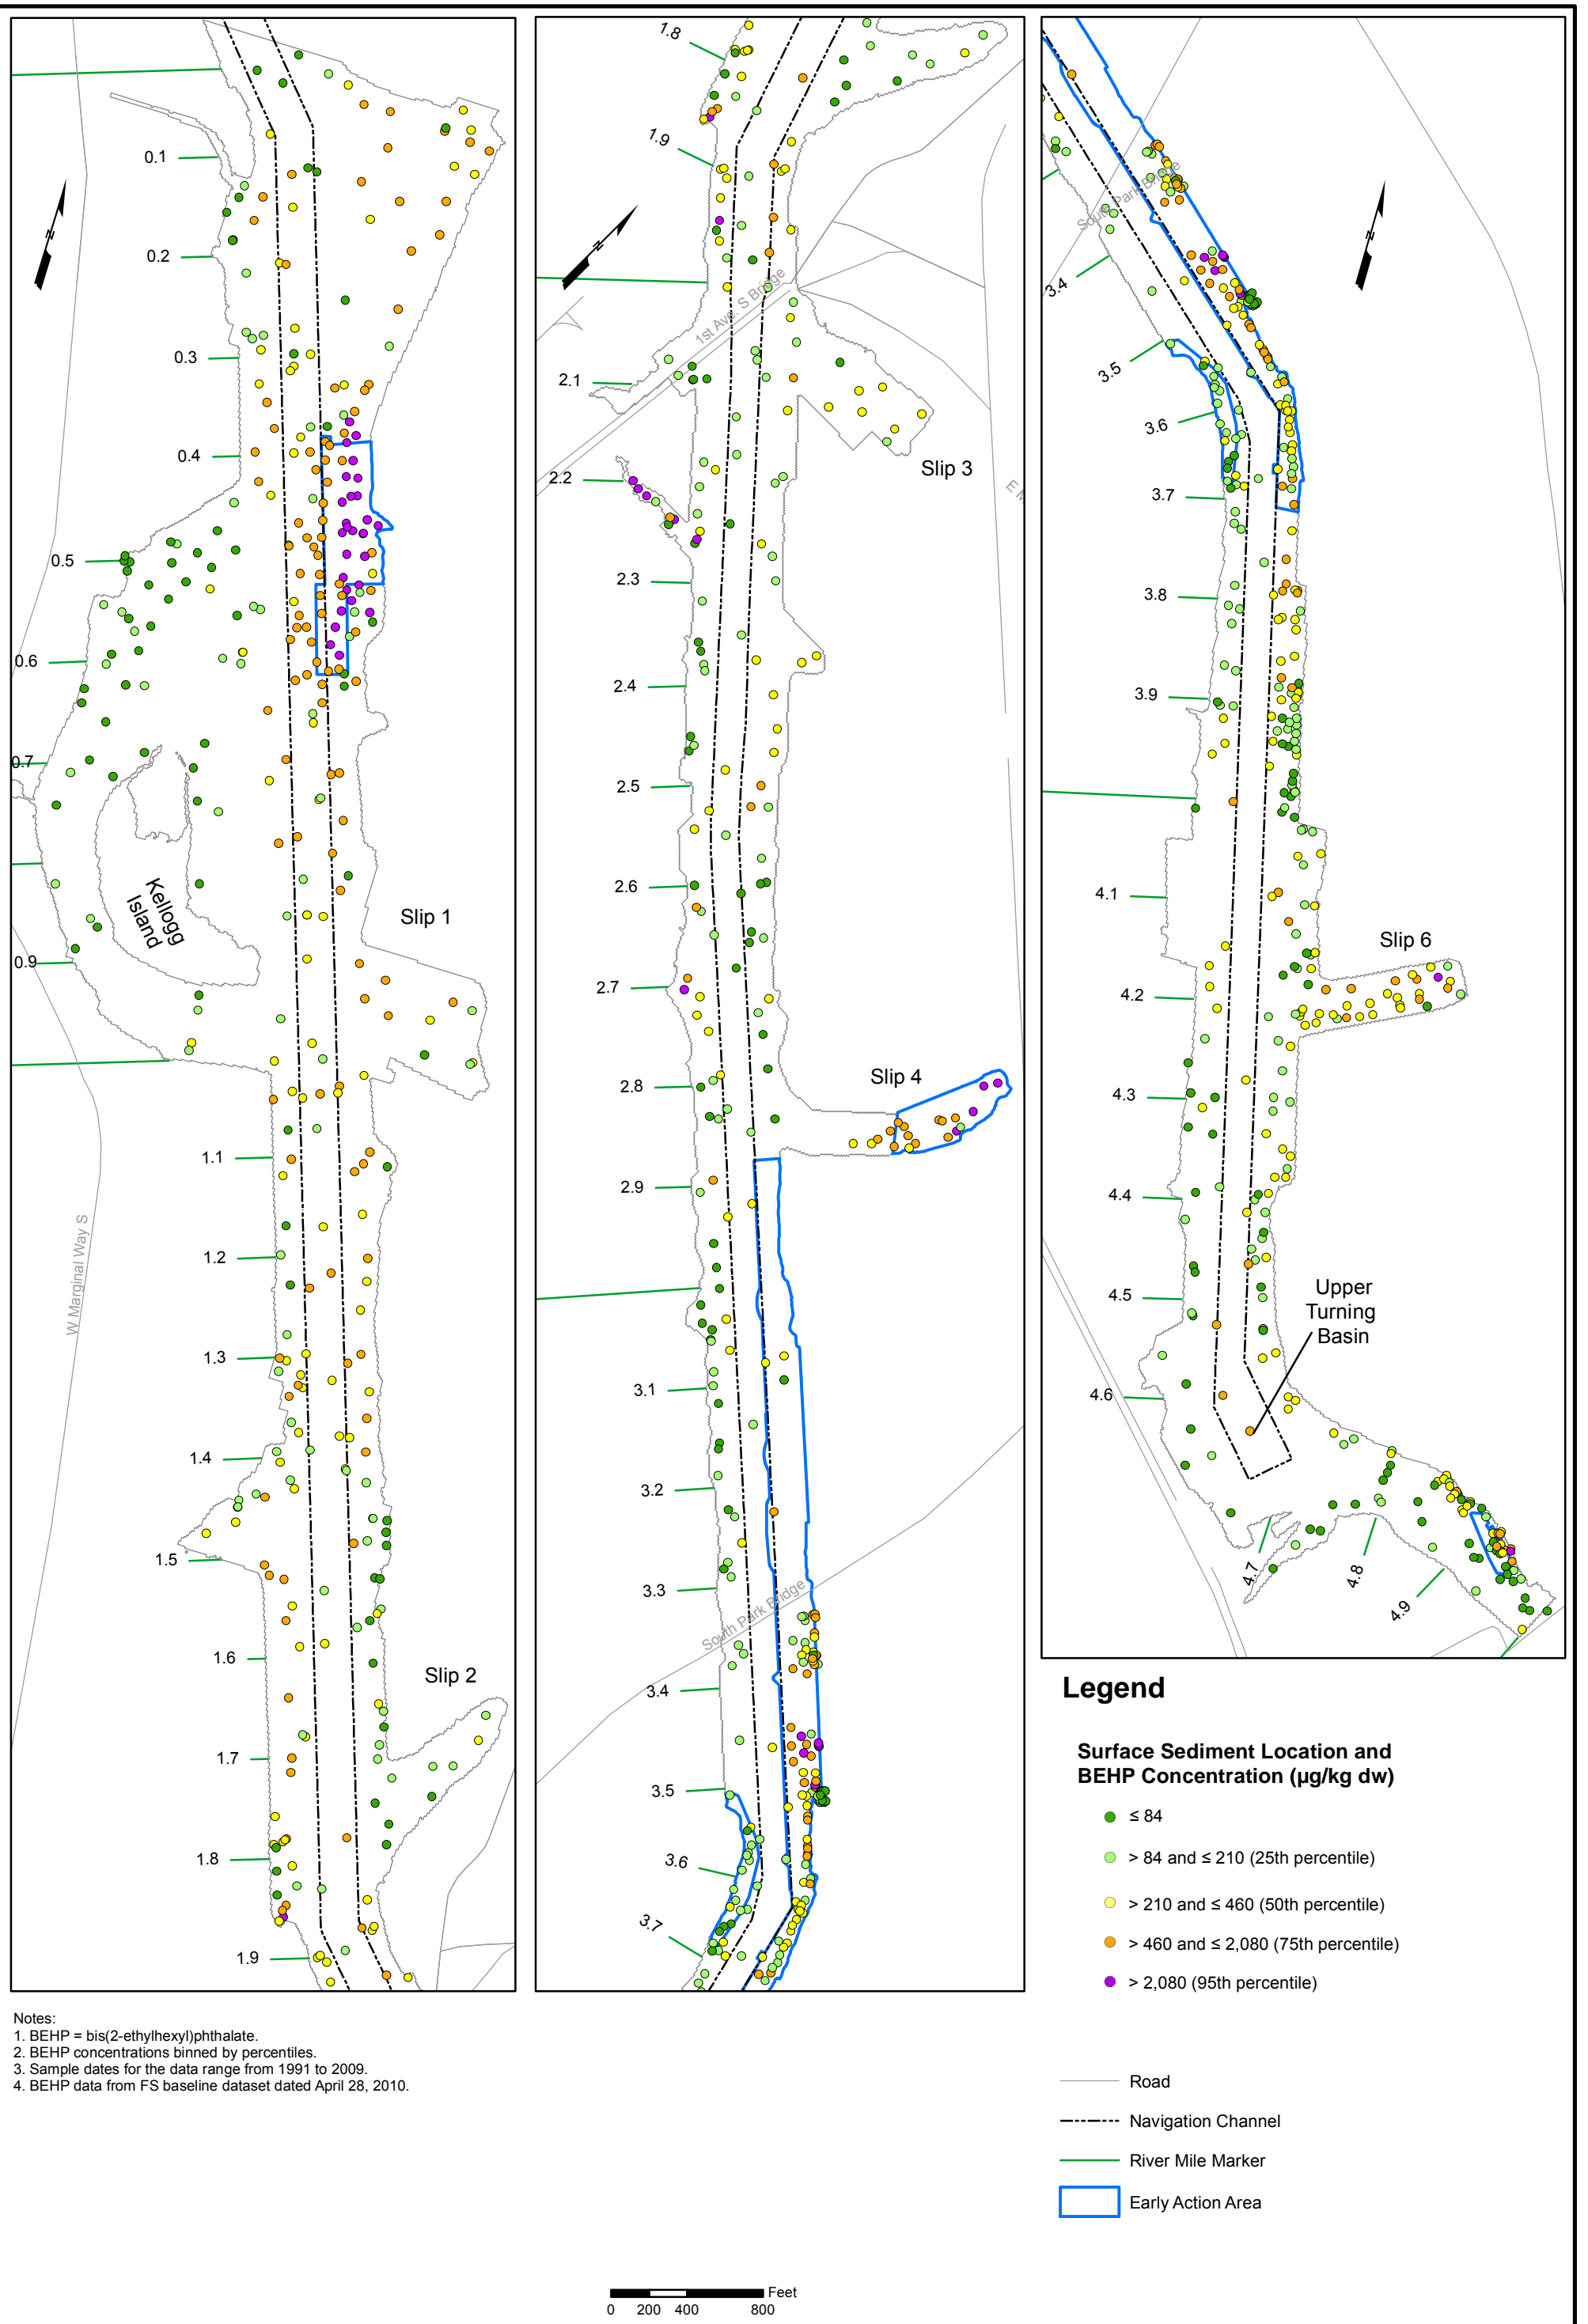 0.1
0.2
0.3
0.4
0.5
0.6
0.7
0.9
1.1
1.2
1.3
1.4
1.5
1.6
1.7
1.8
1.9
N
Kellogg
Island
Slip 1
Slip 2
W Marginal Way S
1.8
1.9
2.1
2.2
2.3
2.4
2.5
2.6
2.7
2.8
2.9
3.1
3.2
3.3
3.4
3.5
3.6
3.7
N
1st Ave. S Bridge
Slip 3
E M
Slip 4
South Park Bridge
South Park Bridge
N
3.4
3.5
3.6
3.7
3.8
3.9
4.1
4.2
4.3
4.4
4.5
4.6
4.7
4.8
4.9
Slip 6
Upper
Turning
Basin
Legend
Surface Sediment Location and
BEHP Concentration (µg/kg dw)
≤ 84
> 84 and ≤ 210 (25th percentile)
> 210 and ≤ 460 (50th percentile)
> 460 and ≤ 2,080 (75th percentile)
> 2,080 (95th percentile)
Road
Navigation Channel
River Mile Marker
Early Action Area
Notes:
1. BEHP = bis(2-ethylhexyl)phthalate.
2. BEHP concentrations binned by percentiles.
3. Sample dates for the data range from 1991 to 2009.
4. BEHP data from FS baseline dataset dated April 28, 2010.
Feet
0 200 400 800